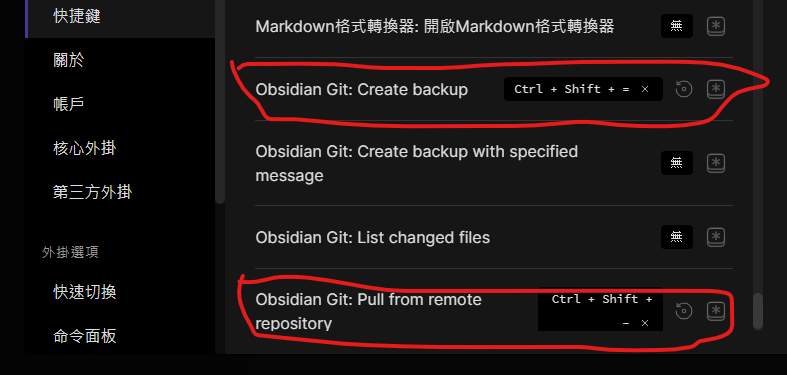 快捷鍵
關於
帳戶
核心外掛
第三方外掛
外掛選項
快速切換
命令面板
Markdown格式轉換器: 開啟Markdown格式轉換器
無
Obsidian Git: Create backup
Ctrl + Shift + = ×
Obsidian Git: Create backup with specified
message
無
Obsidian Git: List changed files
無
Obsidian Git: Pull from remote
repository
Ctrl + Shift +
- ×